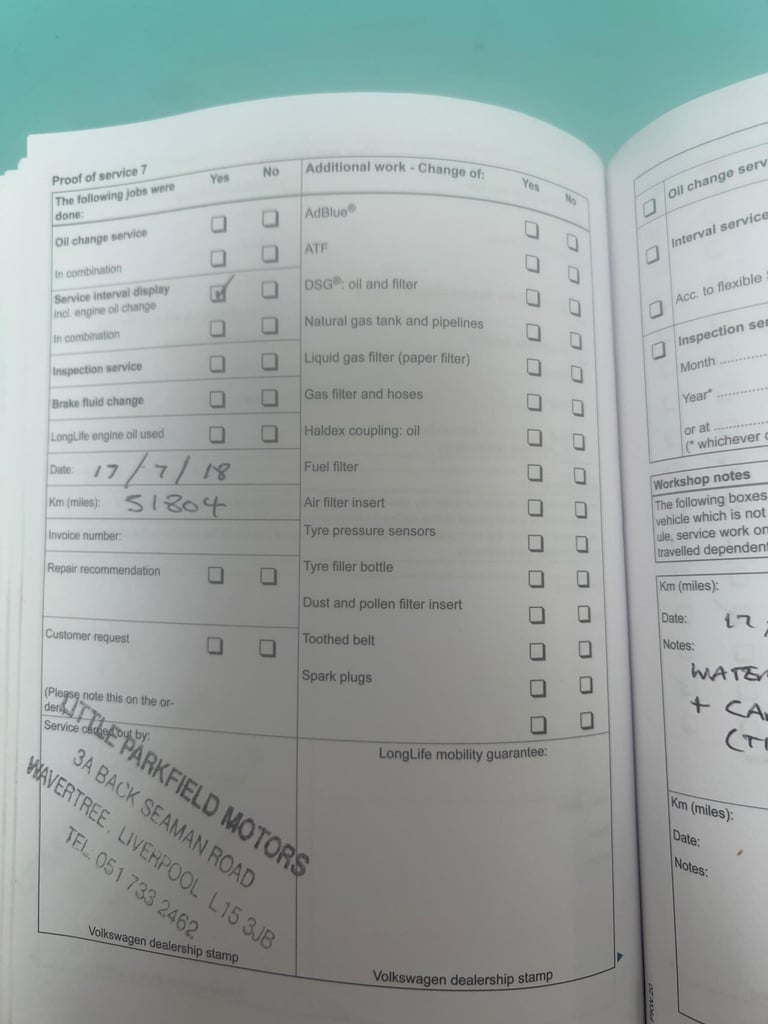 Proof of service 7
The following jobs were done:
Yes No
Oil change service
In combination
Service interval display
incl. engine oil change
In combination
Inspection service
Brake fluid change
LongLife engine oil used
Date: 17/7/18
Km (miles): 51804
Invoice number:
Repair recommendation
Customer request
(Please note this on the or-
der)
Service carried out by:
LITTLE PARKFIELD MOTORS
3A BACK SEAMAN ROAD
WAVERTREE, LIVERPOOL L15 3JB
TEL. 051 733 2462
Volkswagen dealership stamp
Additional work - Change of:
Yes No
AdBlue®
ATF
DSG®: oil and filter
Natural gas tank and pipelines
Liquid gas filter (paper filter)
Gas filter and hoses
Haldex coupling: oil
Fuel filter
Air filter insert
Tyre pressure sensors
Tyre filler bottle
Dust and pollen filter insert
Toothed belt
Spark plugs
LongLife mobility guarantee:
Volkswagen dealership stamp
Oil change serv
Interval service
Acc. to flexible
Inspection ser
Month
Year*
or at
(* whichever
Workshop notes
The following boxes
vehicle which is not
ule, service work on
travelled dependent
Km (miles):
Date: 17
Notes:
WATER
+ CA
(T
Km (miles):
Date:
Notes: